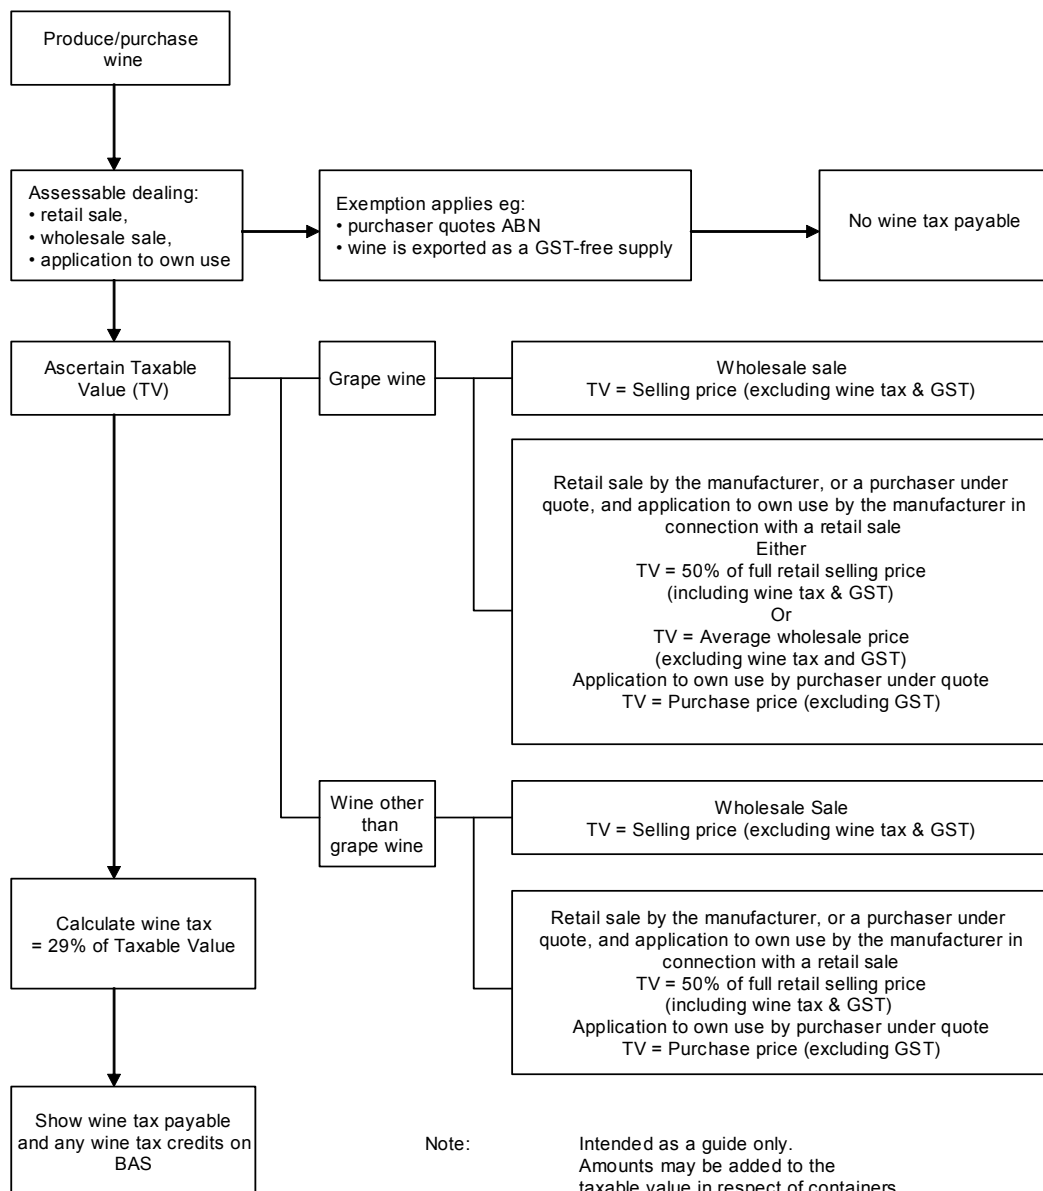 Produce/purchase
wine
Assessable dealing:
• retail sale,
• wholesale sale,
• application to own use
Exemption applies eg:
• purchaser quotes ABN
• wine is exported as a GST-free supply
No wine tax payable
Ascertain Taxable
Value (TV)
Grape wine
Wholesale sale
TV = Selling price (excluding wine tax & GST)
Retail sale by the manufacturer, or a purchaser under
quote, and application to own use by the manufacturer in
connection with a retail sale
Either
TV = 50% of full retail selling price
(including wine tax & GST)
Or
TV = Average wholesale price
(excluding wine tax and GST)
Application to own use by purchaser under quote
TV = Purchase price (excluding GST)
Wine other
than
grape wine
Wholesale Sale
TV = Selling price (excluding wine tax & GST)
Retail sale by the manufacturer, or a purchaser under
quote, and application to own use by the manufacturer in
connection with a retail sale
TV = 50% of full retail selling price
(including wine tax & GST)
Application to own use by purchaser under quote
TV = Purchase price (excluding GST)
Calculate wine tax
= 29% of Taxable Value
Show wine tax payable
and any wine tax credits on
BAS
Note:
Intended as a guide only.
Amounts may be added to the
taxable value in respect of containers